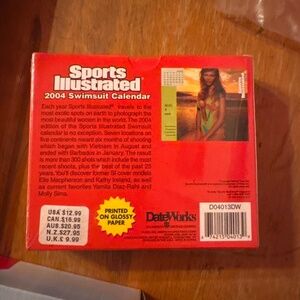 Sports
Illustrated
2004 Swimsuit Calendar
Each year Sports Illustrated travels to the
most exotic spots on earth to photograph the
most beautiful women in the world. The 2004
edition of the Sports Illustrated Swimsuit
calendar is no exception. Seven locations on
five continents meant six months of shooting
which began with Vietnam in August and
ended with Barbados in January. The result
is more than 300 shots which include the most
recent shoots, plus the best of the past 25
years. You'll discover former SI cover models
Elle Macpherson and Kathy Ireland, as well
as current favorites Yamila Diaz-Rahi and
Molly Sims.
USA $12.99
CAN.$16.99
AUS $20.95
N.Z.$27.95
U.K.£ 9.99
PRINTED
ON GLOSSY
PAPER
DateWorks
D04013DW